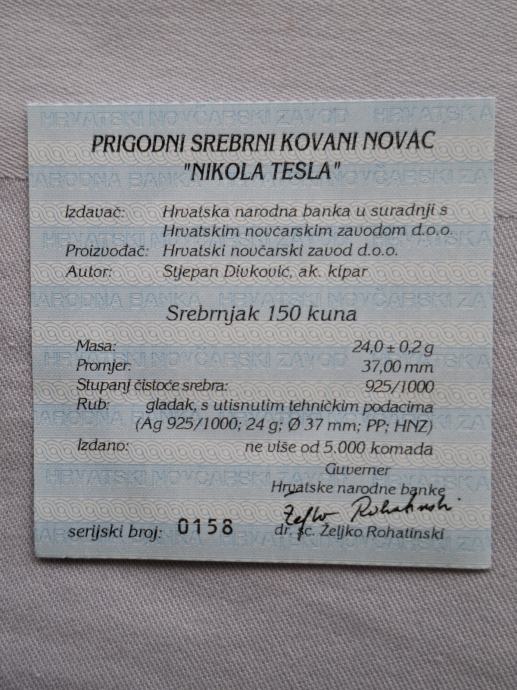 PRIGODNI SREBRNI KOVANI NOVAC
"NIKOLA TESLA"
Izdavač: Hrvatska narodna banka u suradnji s
Hrvatskim novčarskim zavodom d.o.o.
Proizvođač: Hrvatski novčarski zavod d.o.o.
Autor: Stjepan Divković, ak. kipar
Srebrnjak 150 kuna
Masa: 24,0 ± 0,2 g
Promjer: 37,00 mm
Stupanj čistoće srebra: 925/1000
Rub: gladak, s utisnutim tehničkim podacima
(Ag 925/1000; 24 g; Ø 37 mm; PP; HNZ)
Izdano: ne više od 5.000 komada
Guverner
Hrvatske narodne banke
Željko Rohatinski
serijski broj: 0158 dr. sc. Željko Rohatinski